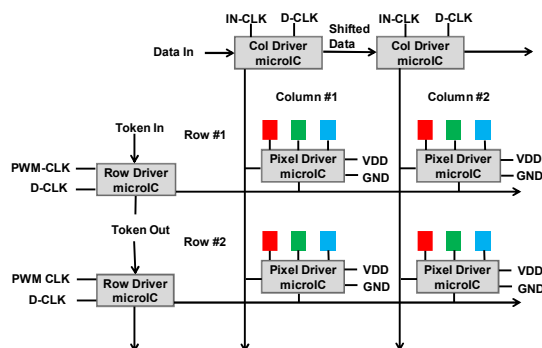 IN-CLK D-CLK Shifted Data IN-CLK D-CLK
Data In
Col Driver
microIC
Col Driver
microIC
Column #1
Column #2
Token In
Row #1
PWM-CLK
D-CLK
Row Driver
microIC
Pixel Driver
microIC
VDD
GND
Pixel Driver
microIC
VDD
GND
Token Out
Row #2
PWM CLK
D-CLK
Row Driver
microIC
Pixel Driver
microIC
VDD
GND
Pixel Driver
microIC
VDD
GND